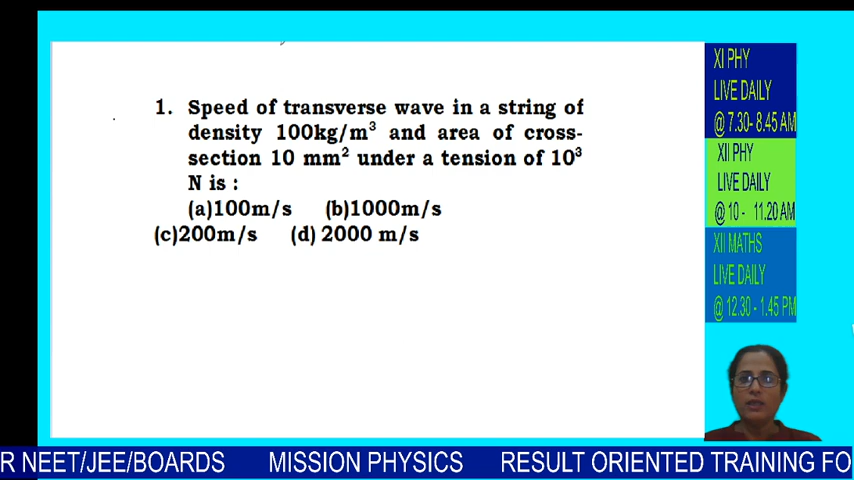 1. Speed of transverse wave in a string of
density 100kg/m³ and area of cross-
section 10 mm² under a tension of 10³
N is :
(a)100m/s (b)1000m/s
(c)200m/s (d) 2000 m/s
XI PHY
LIVE DAILY
@ 7.30- 8.45 AM
XII PHY
LIVE DAILY
@ 10 - 11.20 AM
XII MATHS
LIVE DAILY
@ 12.30 - 1.45 PM
R NEET/JEE/BOARDS MISSION PHYSICS RESULT ORIENTED TRAINING FO